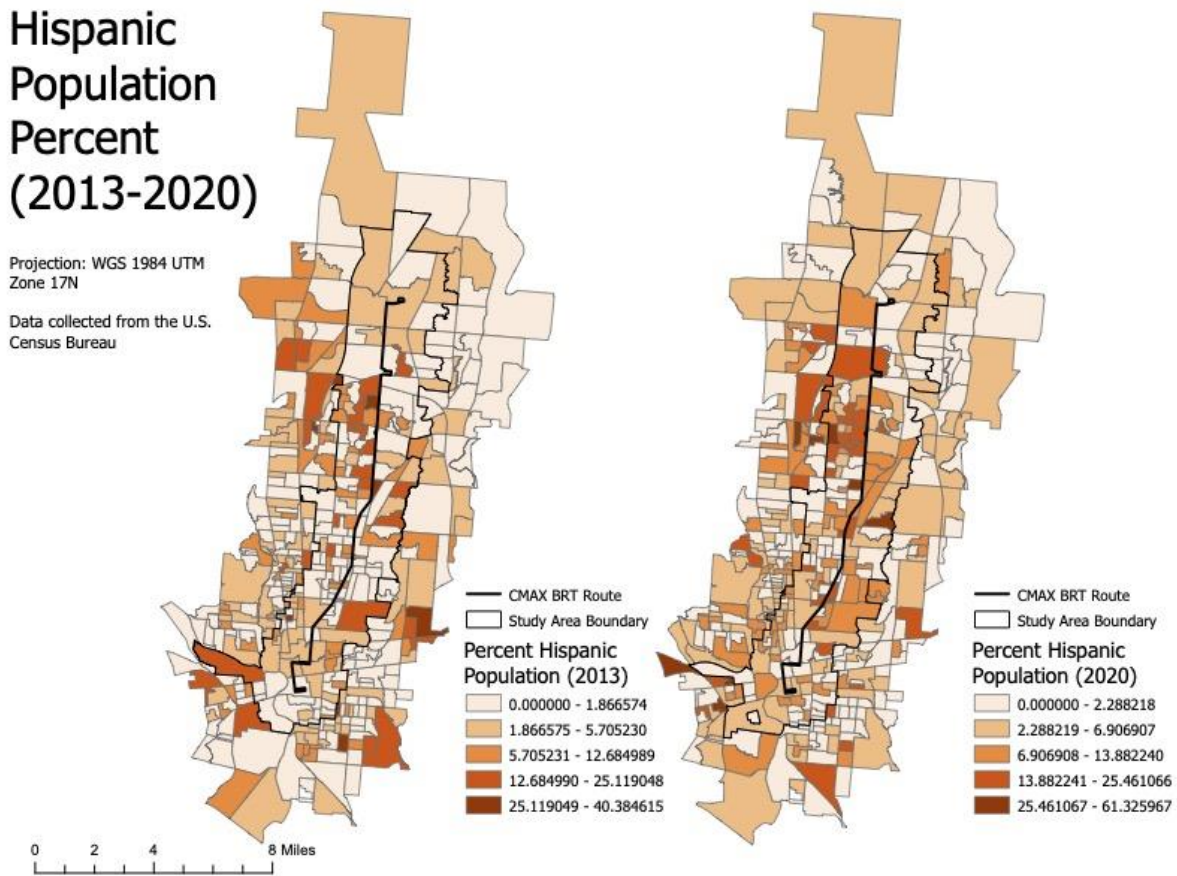 Hispanic
Population
Percent
(2013-2020)
Projection: WGS 1984 UTM
Zone 17N
Data collected from the U.S.
Census Bureau
CMAX BRT Route
Study Area Boundary
Percent Hispanic
Population (2013)
0.000000 - 1.866574
1.866575 - 5.705230
5.705231 - 12.684989
12.684990 - 25.119048
25.119049 - 40.384615
CMAX BRT Route
Study Area Boundary
Percent Hispanic
Population (2020)
0.000000 - 2.288218
2.288219 - 6.906907
6.906908 - 13.882240
13.882241 - 25.461066
25.461067 - 61.325967
0 2 4 8 Miles